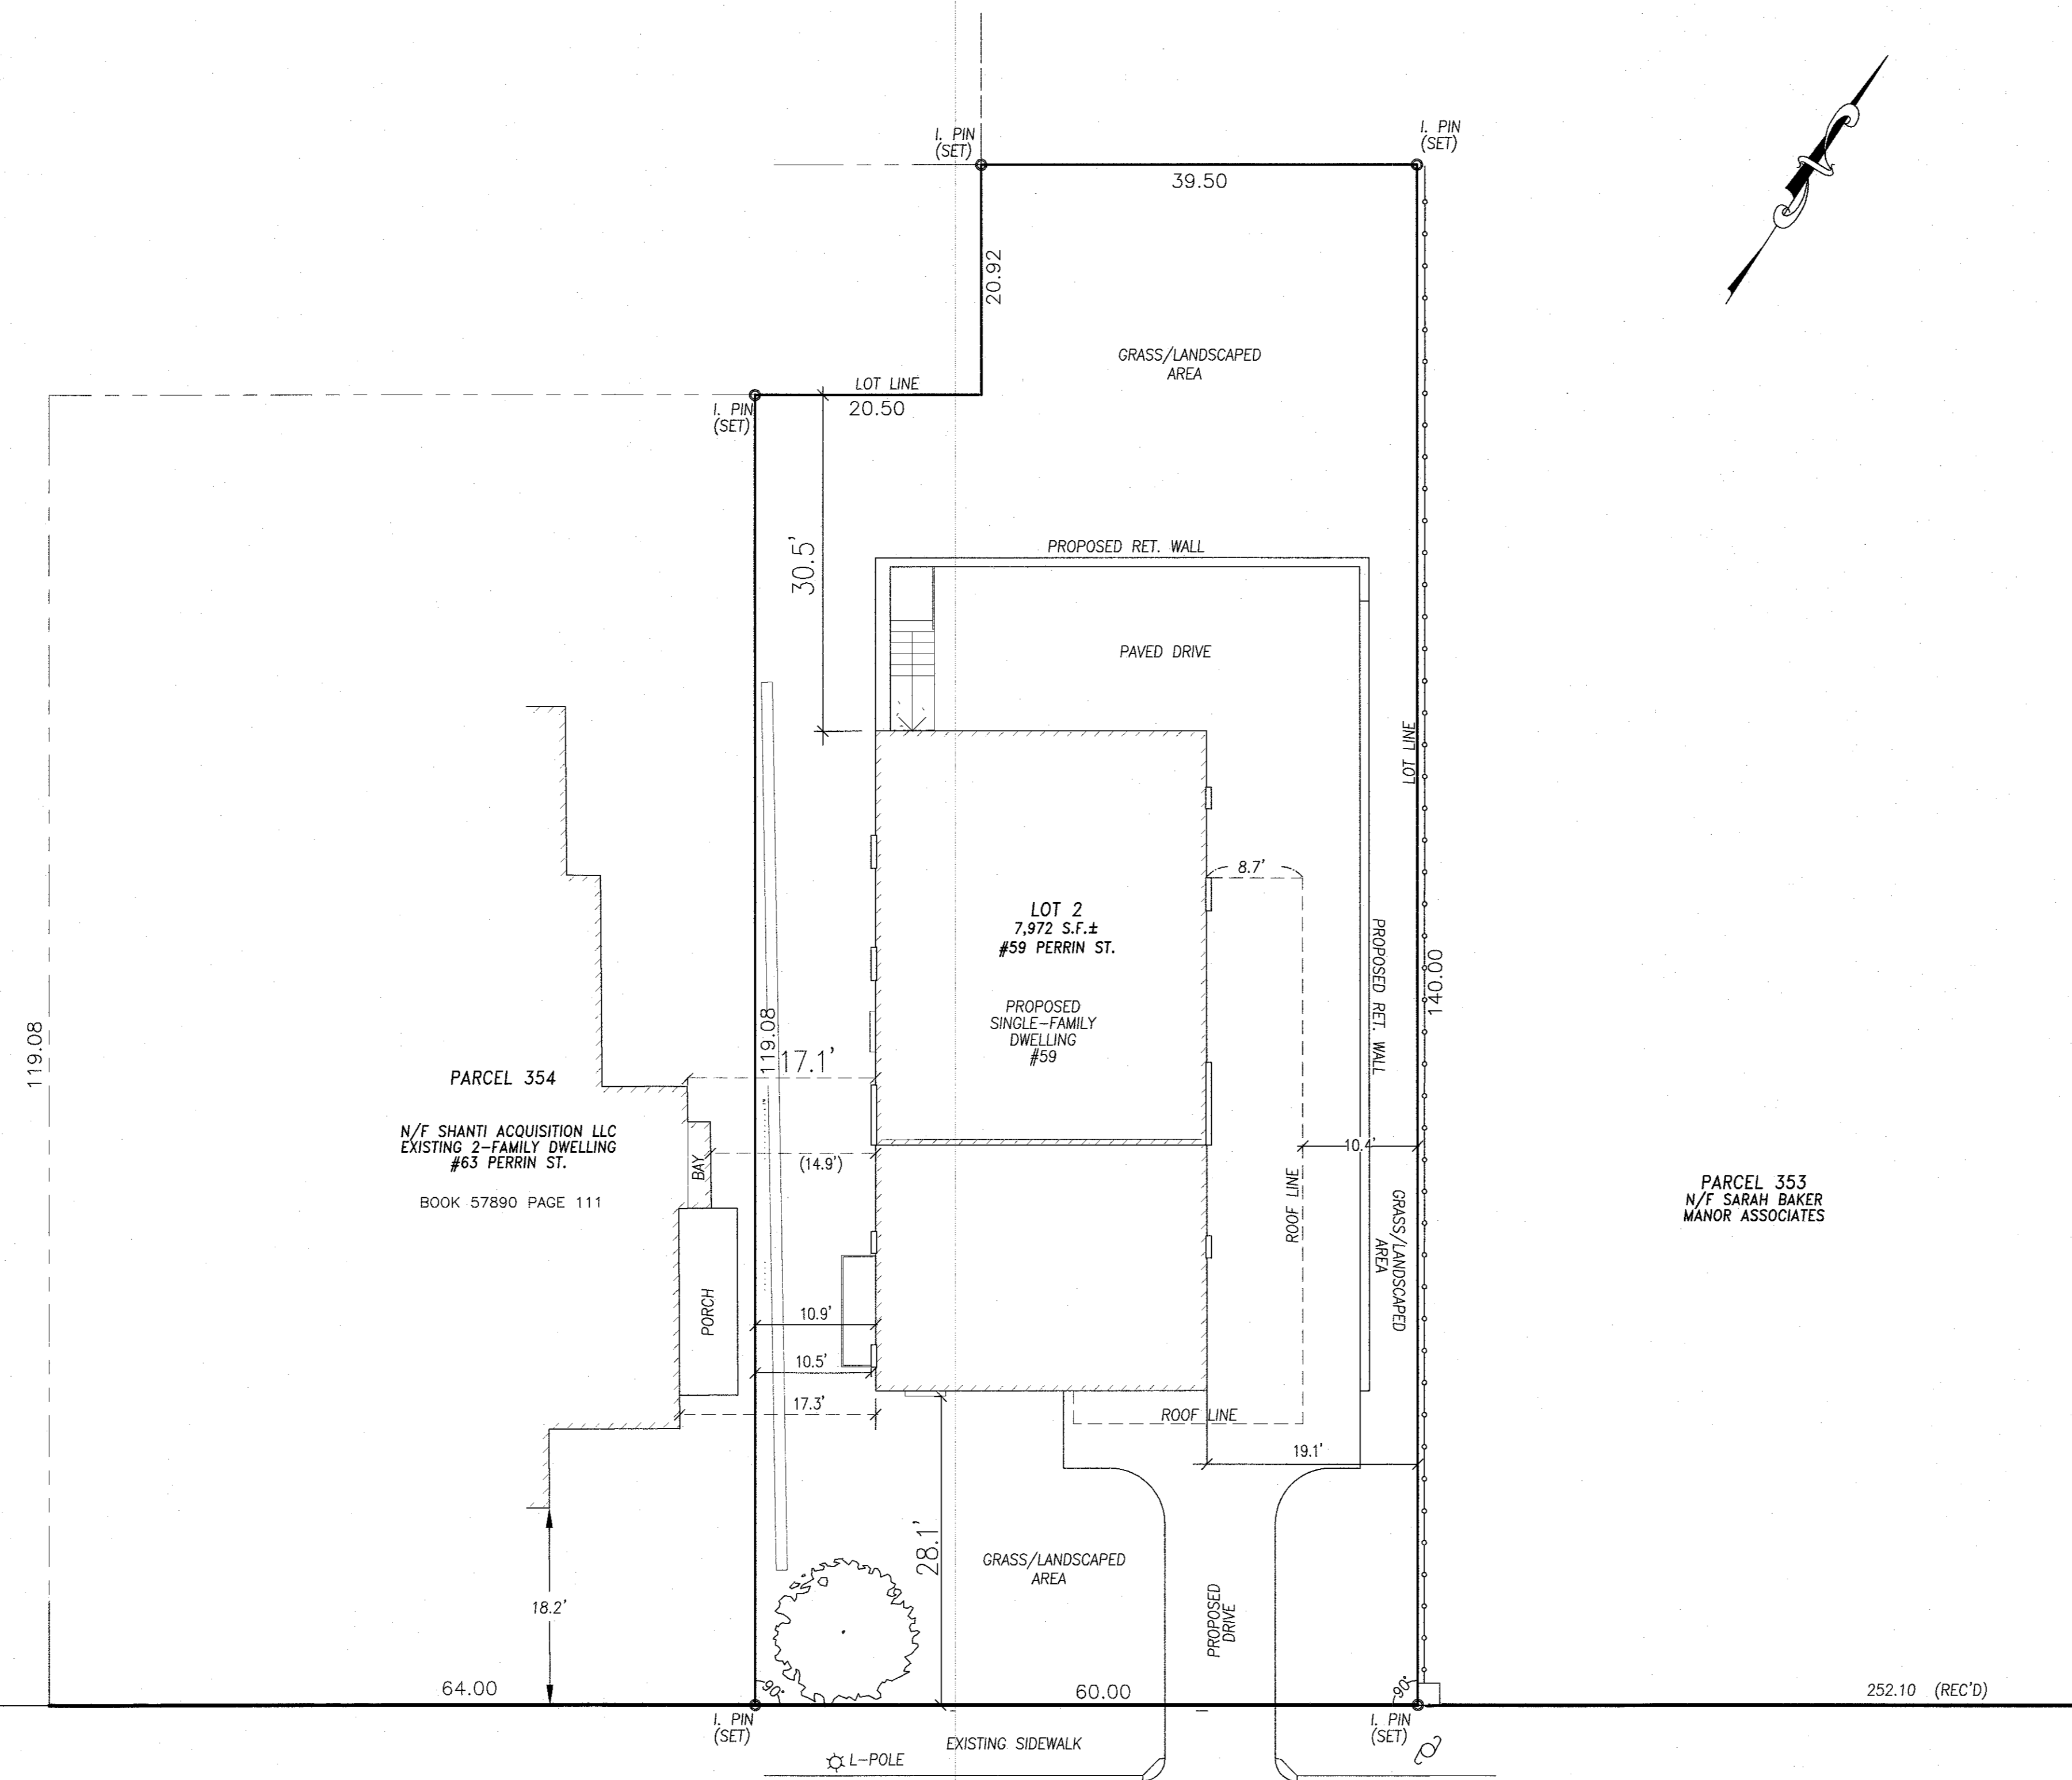 I. PIN
(SET)
I. PIN
(SET)
39.50
20.92
GRASS/LANDSCAPED
AREA
LOT LINE
20.50
I. PIN
(SET)
30.5'
PROPOSED RET. WALL
PAVED DRIVE
LOT LINE
8.7'
LOT 2
7,972 S.F.±
#59 PERRIN ST.
PROPOSED RET. WALL
140.00
PROPOSED
SINGLE-FAMILY
DWELLING
#59
119.08
119.08
17.1'
PARCEL 354
N/F SHANTI ACQUISITION LLC
EXISTING 2-FAMILY DWELLING
#63 PERRIN ST.
BOOK 57890 PAGE 111
BAY
(14.9')
10.4'
ROOF LINE
GRASS/LANDSCAPED
AREA
PARCEL 353
N/F SARAH BAKER
MANOR ASSOCIATES
PORCH
10.9'
10.5'
17.3'
ROOF LINE
19.1'
28.1'
GRASS/LANDSCAPED
AREA
18.2'
PROPOSED
DRIVE
64.00
90°
60.00
90°
252.10 (REC'D)
I. PIN
(SET)
I. PIN
(SET)
EXISTING SIDEWALK
L-POLE